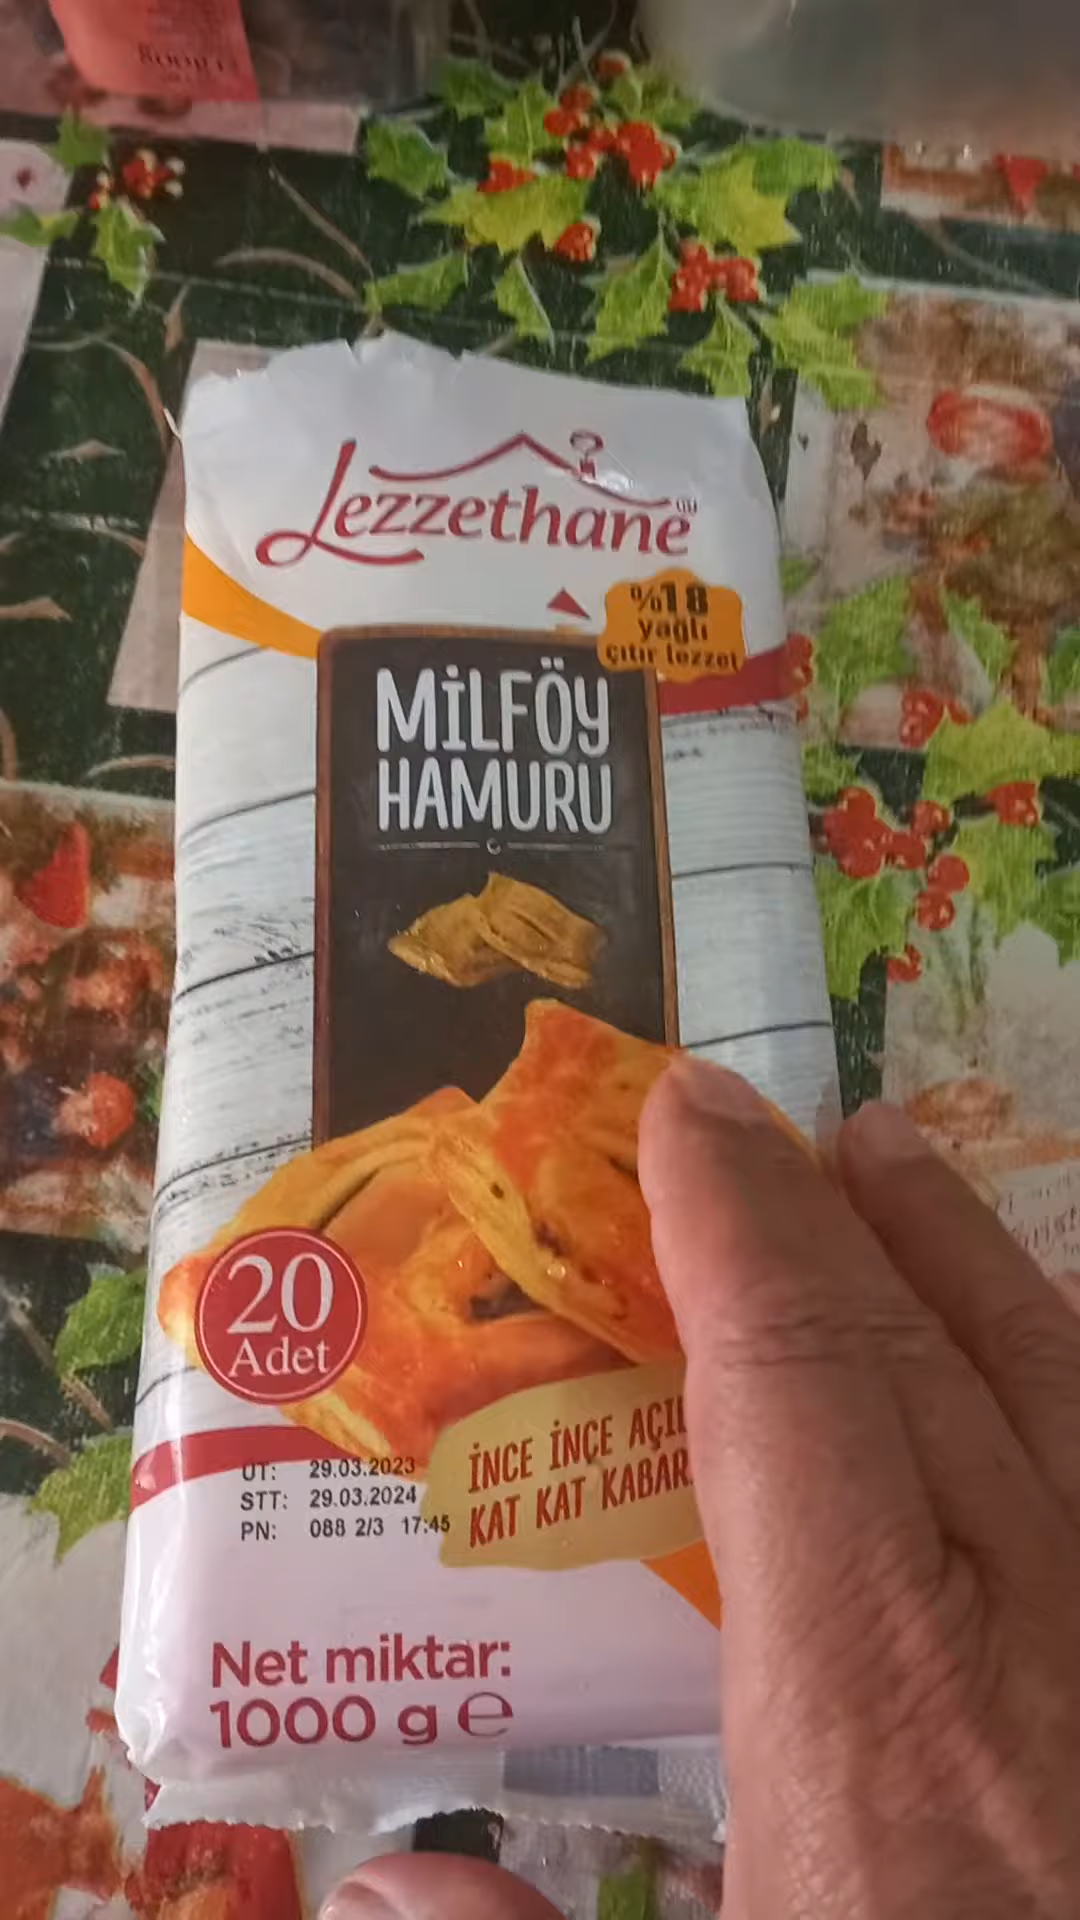 Lezzethane
%18
yağlı
çıtır lezzet
MİLFÖY
HAMURU
20
Adet
İNCE İNCE AÇIL
KAT KAT KABAR
ÜT: 29.03.2023
STT: 29.03.2024
PN: 088 2/3 17:45
Net miktar:
1000 g e